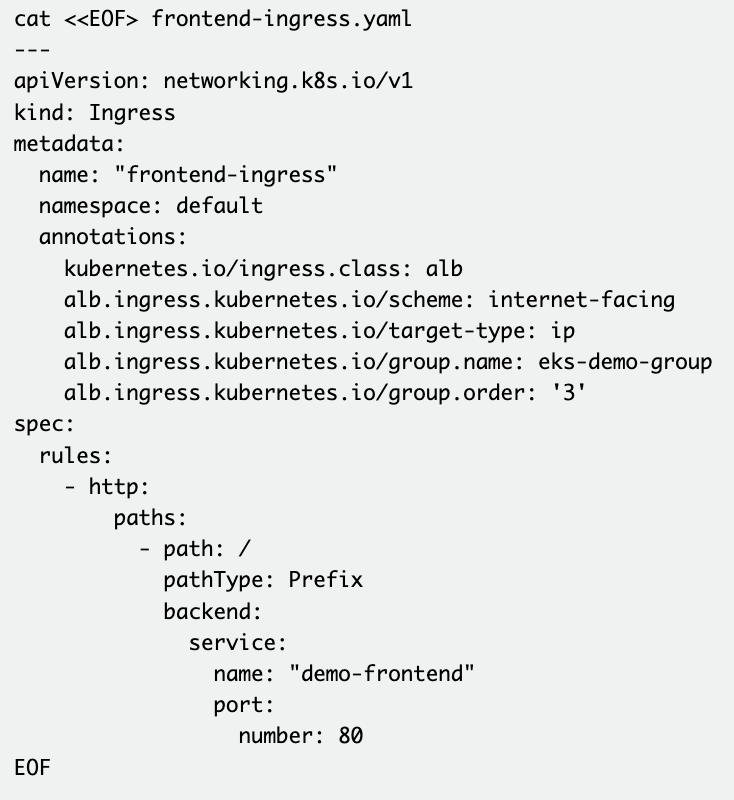 cat <<EOF> frontend-ingress.yaml
---
apiVersion: networking.k8s.io/v1
kind: Ingress
metadata:
  name: "frontend-ingress"
  namespace: default
  annotations:
    kubernetes.io/ingress.class: alb
    alb.ingress.kubernetes.io/scheme: internet-facing
    alb.ingress.kubernetes.io/target-type: ip
    alb.ingress.kubernetes.io/group.name: eks-demo-group
    alb.ingress.kubernetes.io/group.order: '3'
spec:
  rules:
    - http:
        paths:
          - path: /
            pathType: Prefix
            backend:
              service:
                name: "demo-frontend"
                port:
                  number: 80
EOF